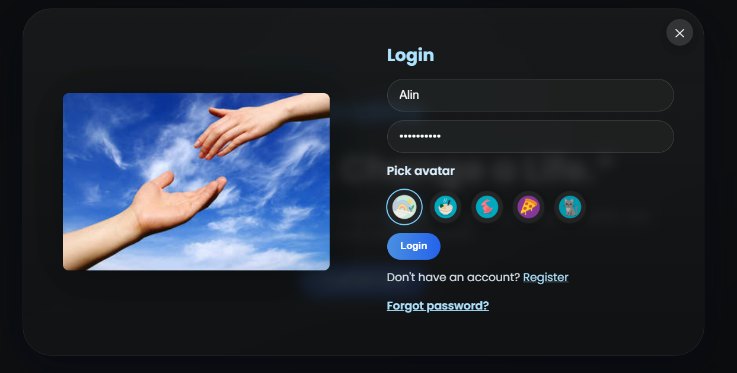 Login
Alin
••••••••••
Pick avatar
Login
Don't have an account? Register
Forgot password?